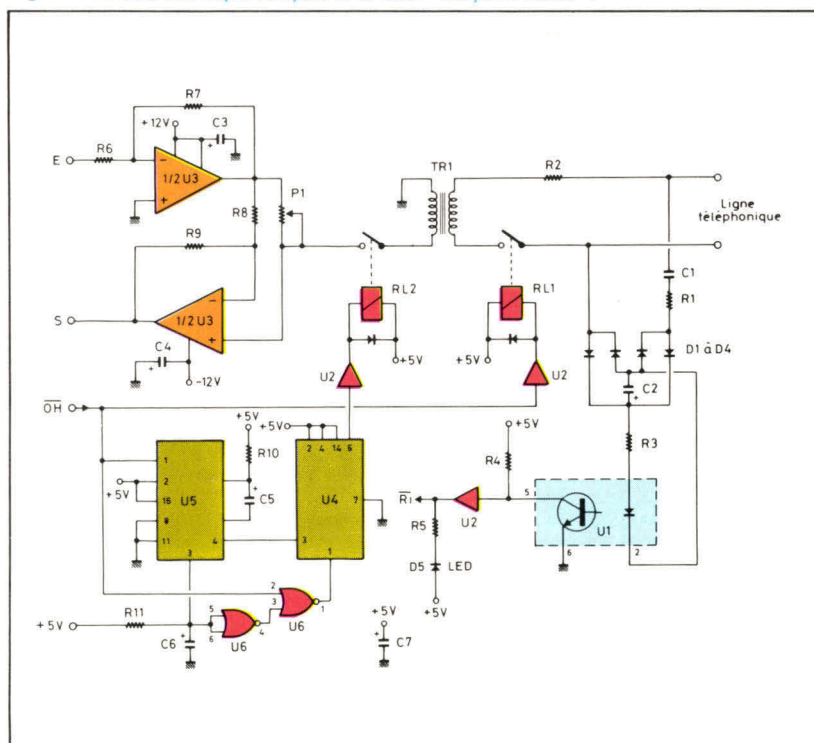 R7
+12V
C3
R6
E
-
1/2 U3
+
P1
R8
TR1
R2
Ligne
téléphonique
R9
S
-
1/2 U3
+
C4
-12V
RL2
+5V
U2
RL1
+5V
U2
C1
R1
D1 à D4
C2
R3
OH
+5V
R10
C5
+5V
1
2
16
8
11
U5
4
3
+5V
2 4 14 6
U4
7
3
1
+5V
R4
Ri
U2
R5
D5 LED
+5V
5
6
U1
2
+5V
R11
C6
5
6
U6
4
2
3
U6
1
+5V
C7